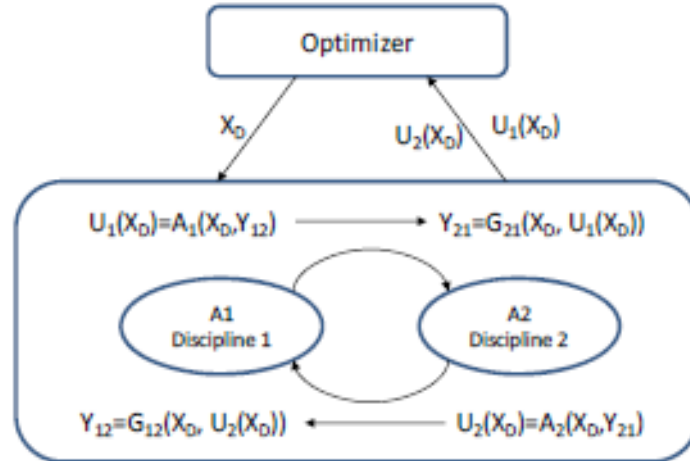 Optimizer
X_D
U_2(X_D)
U_1(X_D)
U_1(X_D)=A_1(X_D,Y_12)
Y_21=G_21(X_D, U_1(X_D))
A1
Discipline 1
A2
Discipline 2
Y_12=G_12(X_D, U_2(X_D))
U_2(X_D)=A_2(X_D,Y_21)